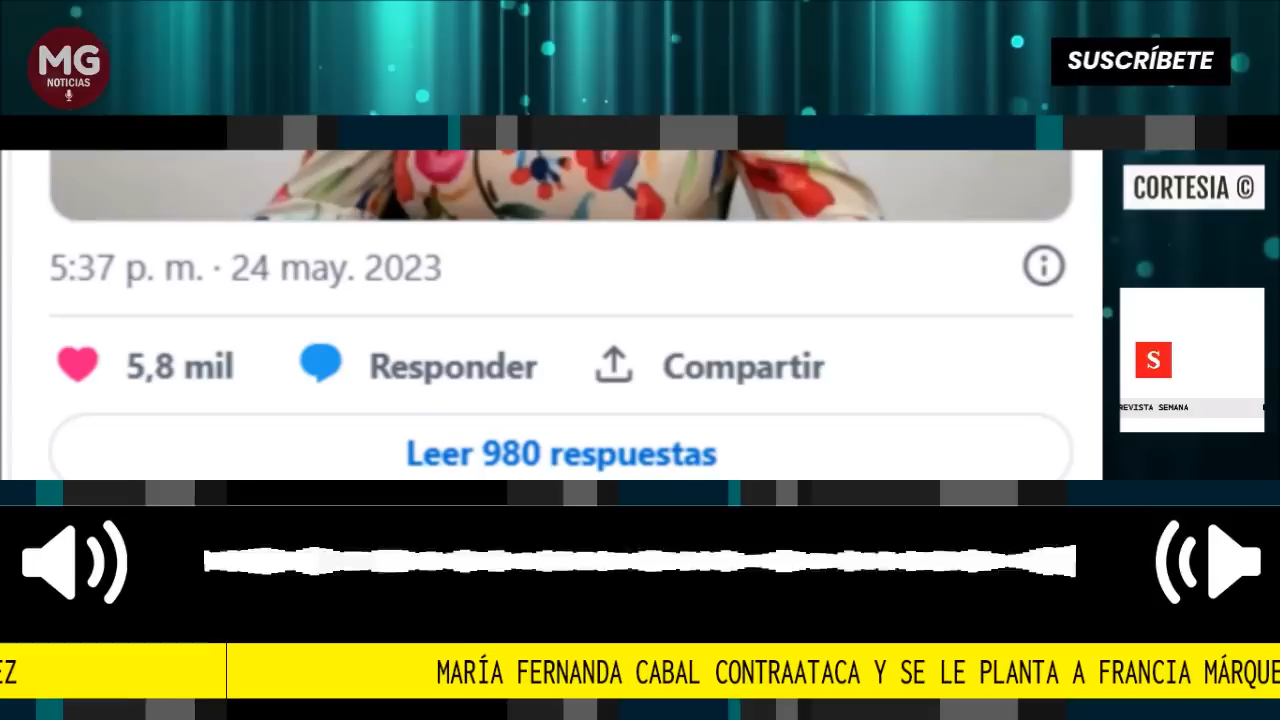 MG
NOTICIAS
SUSCRÍBETE
CORTESIA ©
5:37 p. m. · 24 may. 2023
5,8 mil
Responder
Compartir
S
REVISTA SEMANA
Leer 980 respuestas
EZ
MARÍA FERNANDA CABAL CONTRAATACA Y SE LE PLANTA A FRANCIA MÁRQUE